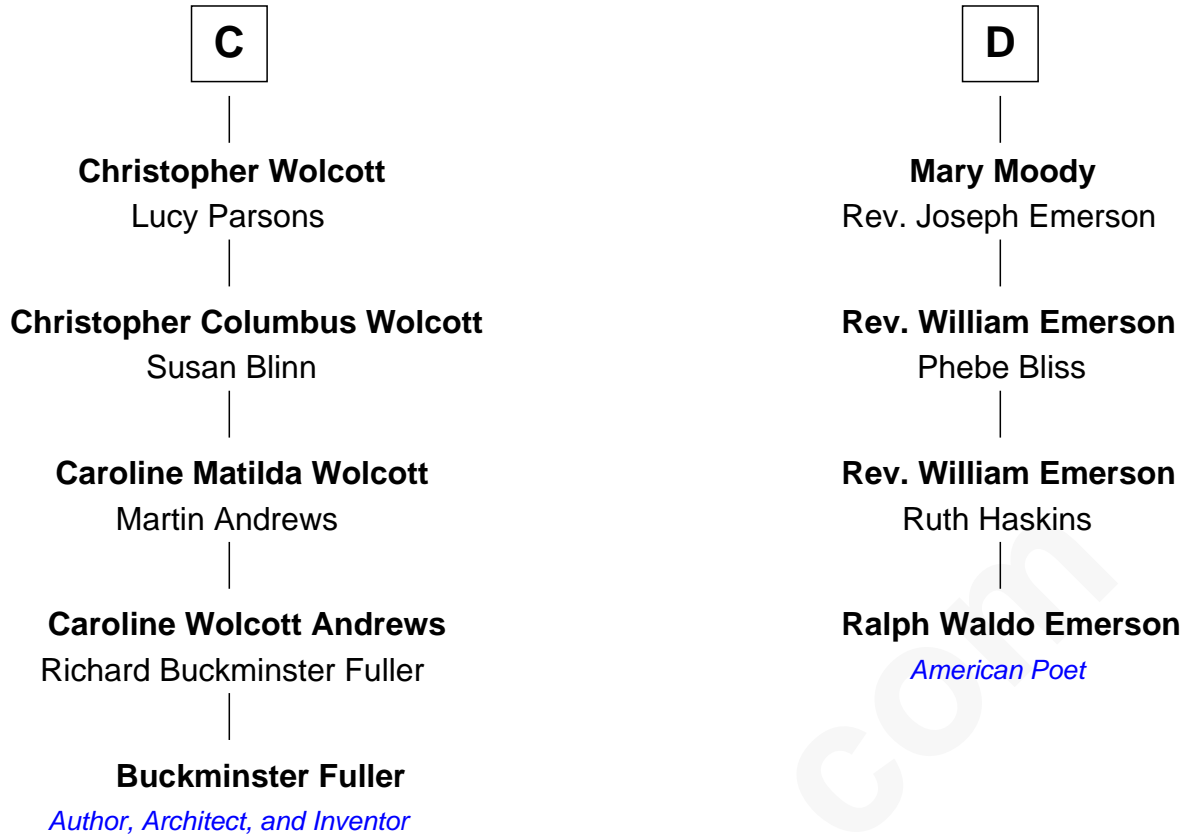 C
Christopher Wolcott
Lucy Parsons
Christopher Columbus Wolcott
Susan Blinn
Caroline Matilda Wolcott
Martin Andrews
Caroline Wolcott Andrews
Richard Buckminster Fuller
Buckminster Fuller
Author, Architect, and Inventor
D
Mary Moody
Rev. Joseph Emerson
Rev. William Emerson
Phebe Bliss
Rev. William Emerson
Ruth Haskins
Ralph Waldo Emerson
American Poet
com